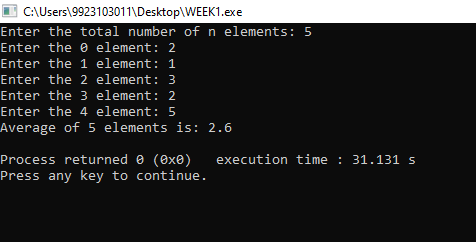 C:\Users\9923103011\Desktop\WEEK1.exe
Enter the total number of n elements: 5
Enter the 0 element: 2
Enter the 1 element: 1
Enter the 2 element: 3
Enter the 3 element: 2
Enter the 4 element: 5
Average of 5 elements is: 2.6
Process returned 0 (0x0)   execution time : 31.131 s
Press any key to continue.